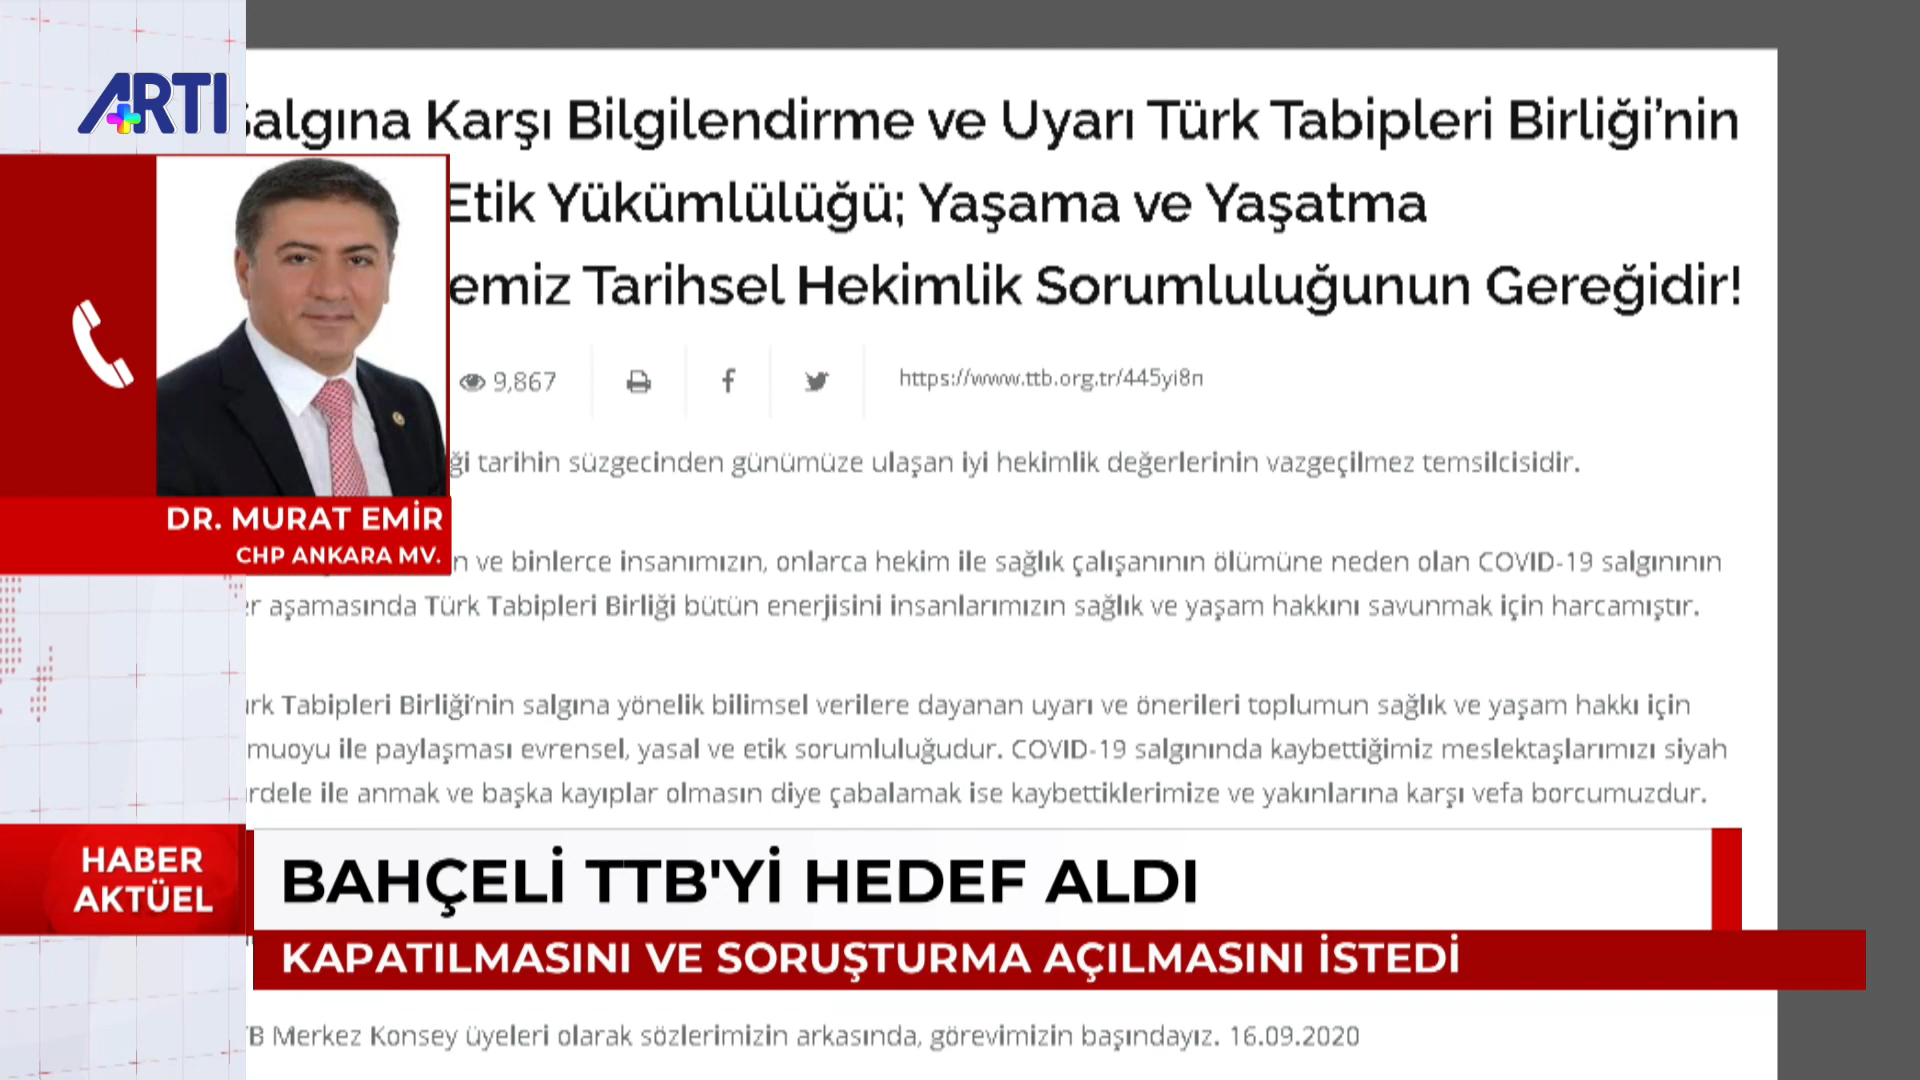 ARTI
Salgına Karşı Bilgilendirme ve Uyarı Türk Tabipleri Birliği’nin
Etik Yükümlülüğü; Yaşama ve Yaşatma
emiz Tarihsel Hekimlik Sorumluluğunun Gereğidir!
9,867
https://www.ttb.org.tr/445yi8n
ği tarihin süzgecinden günümüze ulaşan iyi hekimlik değerlerinin vazgeçilmez temsilcisidir.
DR. MURAT EMİR
CHP ANKARA MV.
n ve binlerce insanımızın, onlarca hekim ile sağlık çalışanının ölümüne neden olan COVID-19 salgınının
er aşamasında Türk Tabipleri Birliği bütün enerjisini insanlarımızın sağlık ve yaşam hakkını savunmak için harcamıştır.
ürk Tabipleri Birliği’nin salgına yönelik bilimsel verilere dayanan uyarı ve önerileri toplumun sağlık ve yaşam hakkı için
muoyu ile paylaşması evrensel, yasal ve etik sorumluluğudur. COVID-19 salgınında kaybettiğimiz meslektaşlarımızı siyah
rdele ile anmak ve başka kayıplar olmasın diye çabalamak ise kaybettiklerimize ve yakınlarına karşı vefa borcumuzdur.
HABER
AKTÜEL
BAHÇELİ TTB'Yİ HEDEF ALDI
KAPATILMASINI VE SORUŞTURMA AÇILMASINI İSTEDİ
TB Merkez Konsey üyeleri olarak sözlerimizin arkasında, görevimizin başındayız. 16.09.2020